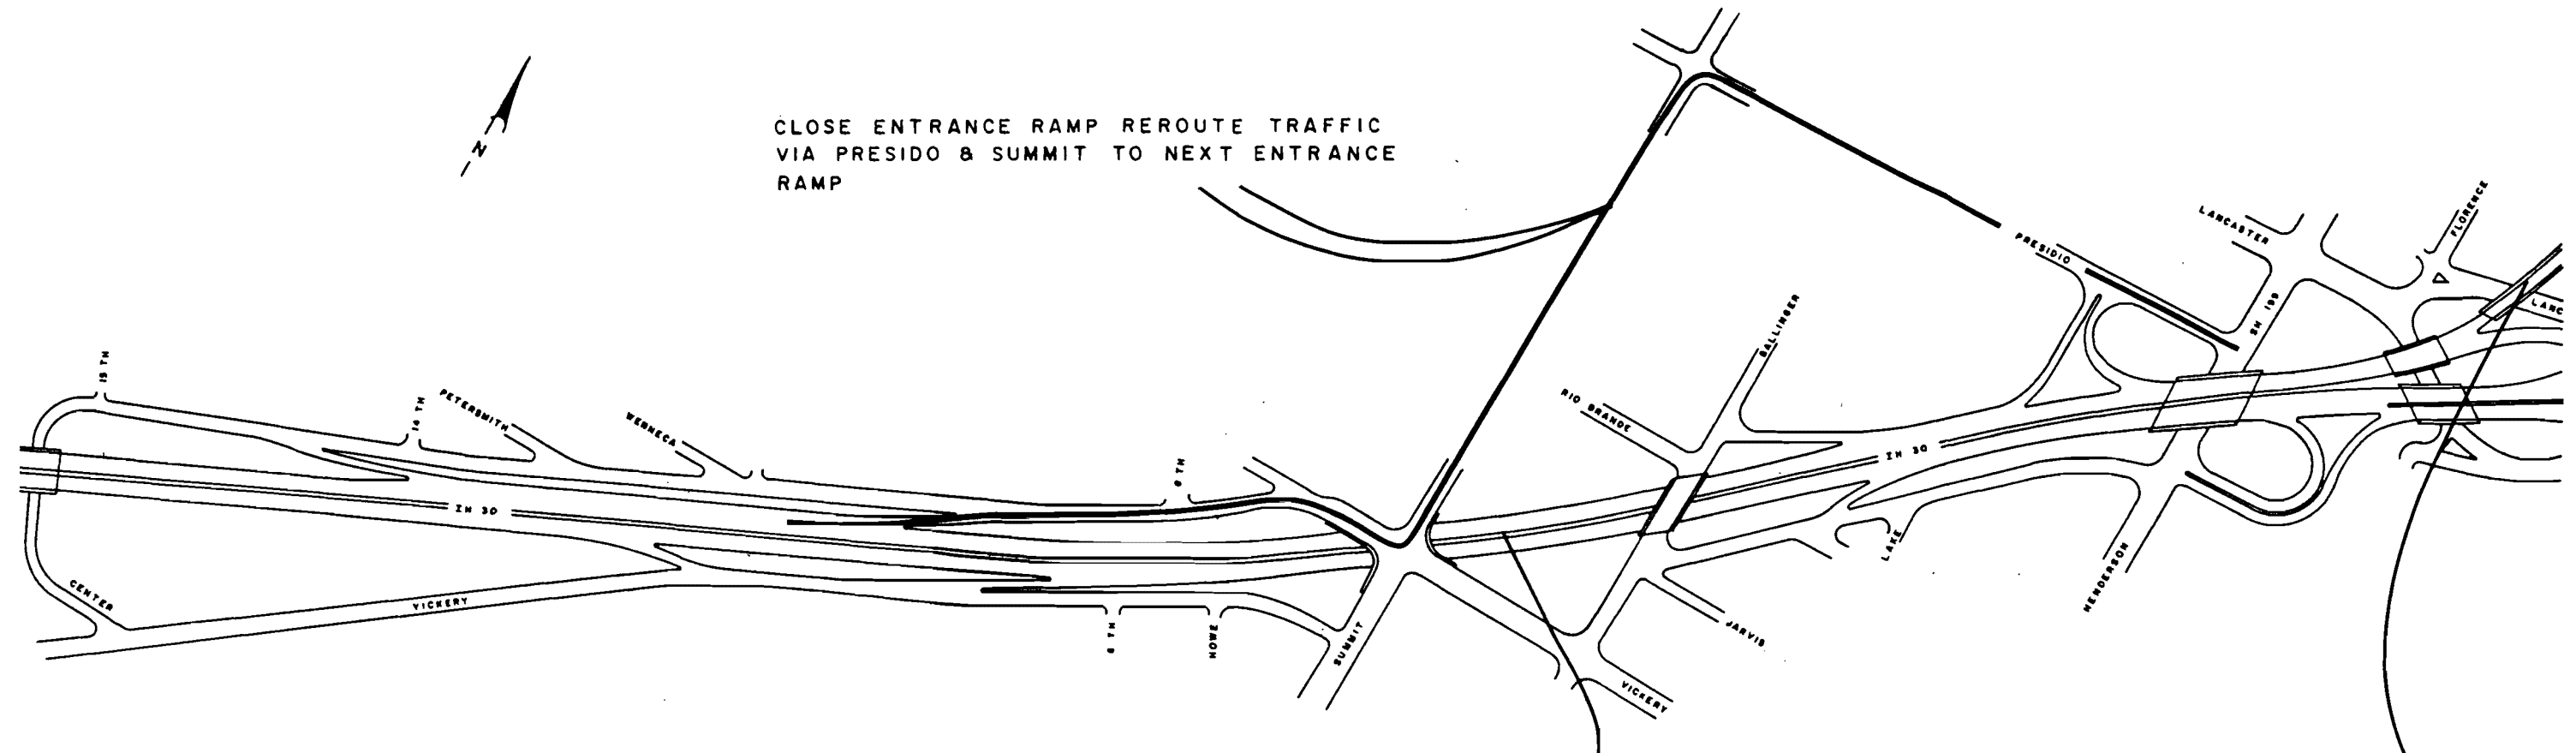 CLOSE ENTRANCE RAMP REROUTE TRAFFIC
VIA PRESIDO & SUMMIT TO NEXT ENTRANCE
RAMP
N
15 TH
14 TH
PETERSMITH
WENNECA
8 TH
IH 30
CENTER
VICKERY
8 TH
HOWE
SUMMIT
RIO GRANDE
BALLINGER
IH 30
LAKE
JARVIS
VICKERY
HENDERSON
PRESIDIO
LANCASTER
SH 199
FLORENCE
LANC